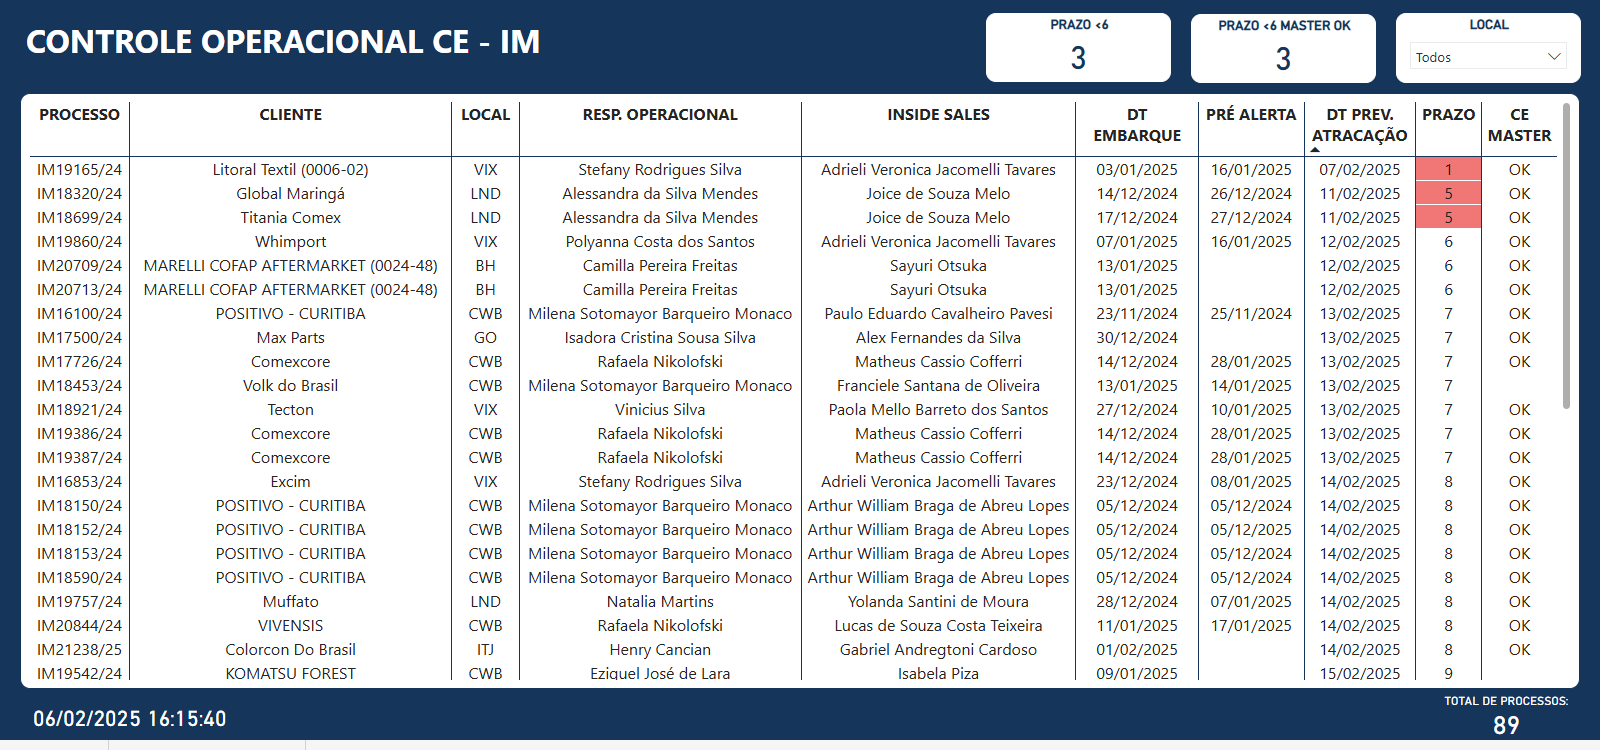 CONTROLE OPERACIONAL CE - IM
PRAZO <6
3
PRAZO <6 MASTER OK
3
LOCAL
Todos
PROCESSO CLIENTE LOCAL RESP. OPERACIONAL INSIDE SALES DT EMBARQUE PRÉ ALERTA DT PREV. ATRACAÇÃO PRAZO CE MASTER
IM19165/24 Litoral Textil (0006-02) VIX Stefany Rodrigues Silva Adrieli Veronica Jacomelli Tavares 03/01/2025 16/01/2025 07/02/2025 1 OK
IM18320/24 Global Maringá LND Alessandra da Silva Mendes Joice de Souza Melo 14/12/2024 26/12/2024 11/02/2025 5 OK
IM18699/24 Titania Comex LND Alessandra da Silva Mendes Joice de Souza Melo 17/12/2024 27/12/2024 11/02/2025 5 OK
IM19860/24 Whimport VIX Polyanna Costa dos Santos Adrieli Veronica Jacomelli Tavares 07/01/2025 16/01/2025 12/02/2025 6 OK
IM20709/24 MARELLI COFAP AFTERMARKET (0024-48) BH Camilla Pereira Freitas Sayuri Otsuka 13/01/2025 12/02/2025 6 OK
IM20713/24 MARELLI COFAP AFTERMARKET (0024-48) BH Camilla Pereira Freitas Sayuri Otsuka 13/01/2025 12/02/2025 6 OK
IM16100/24 POSITIVO - CURITIBA CWB Milena Sotomayor Barqueiro Monaco Paulo Eduardo Cavalheiro Pavesi 23/11/2024 25/11/2024 13/02/2025 7 OK
IM17500/24 Max Parts GO Isadora Cristina Sousa Silva Alex Fernandes da Silva 30/12/2024 13/02/2025 7 OK
IM17726/24 Comexcore CWB Rafaela Nikolofski Matheus Cassio Cofferri 14/12/2024 28/01/2025 13/02/2025 7 OK
IM18453/24 Volk do Brasil CWB Milena Sotomayor Barqueiro Monaco Franciele Santana de Oliveira 13/01/2025 14/01/2025 13/02/2025 7
IM18921/24 Tecton VIX Vinicius Silva Paola Mello Barreto dos Santos 27/12/2024 10/01/2025 13/02/2025 7 OK
IM19386/24 Comexcore CWB Rafaela Nikolofski Matheus Cassio Cofferri 14/12/2024 28/01/2025 13/02/2025 7 OK
IM19387/24 Comexcore CWB Rafaela Nikolofski Matheus Cassio Cofferri 14/12/2024 28/01/2025 13/02/2025 7 OK
IM16853/24 Excim VIX Stefany Rodrigues Silva Adrieli Veronica Jacomelli Tavares 23/12/2024 08/01/2025 14/02/2025 8 OK
IM18150/24 POSITIVO - CURITIBA CWB Milena Sotomayor Barqueiro Monaco Arthur William Braga de Abreu Lopes 05/12/2024 05/12/2024 14/02/2025 8 OK
IM18152/24 POSITIVO - CURITIBA CWB Milena Sotomayor Barqueiro Monaco Arthur William Braga de Abreu Lopes 05/12/2024 05/12/2024 14/02/2025 8 OK
IM18153/24 POSITIVO - CURITIBA CWB Milena Sotomayor Barqueiro Monaco Arthur William Braga de Abreu Lopes 05/12/2024 05/12/2024 14/02/2025 8 OK
IM18590/24 POSITIVO - CURITIBA CWB Milena Sotomayor Barqueiro Monaco Arthur William Braga de Abreu Lopes 05/12/2024 05/12/2024 14/02/2025 8 OK
IM19757/24 Muffato LND Natalia Martins Yolanda Santini de Moura 28/12/2024 07/01/2025 14/02/2025 8 OK
IM20844/24 VIVENSIS CWB Rafaela Nikolofski Lucas de Souza Costa Teixeira 11/01/2025 17/01/2025 14/02/2025 8 OK
IM21238/25 Colorcon Do Brasil ITJ Henry Cancian Gabriel Andregtoni Cardoso 01/02/2025 14/02/2025 8 OK
IM19542/24 KOMATSU FOREST CWB Eziquel José de Lara Isabela Piza 09/01/2025 15/02/2025 9
06/02/2025 16:15:40
TOTAL DE PROCESSOS:
89